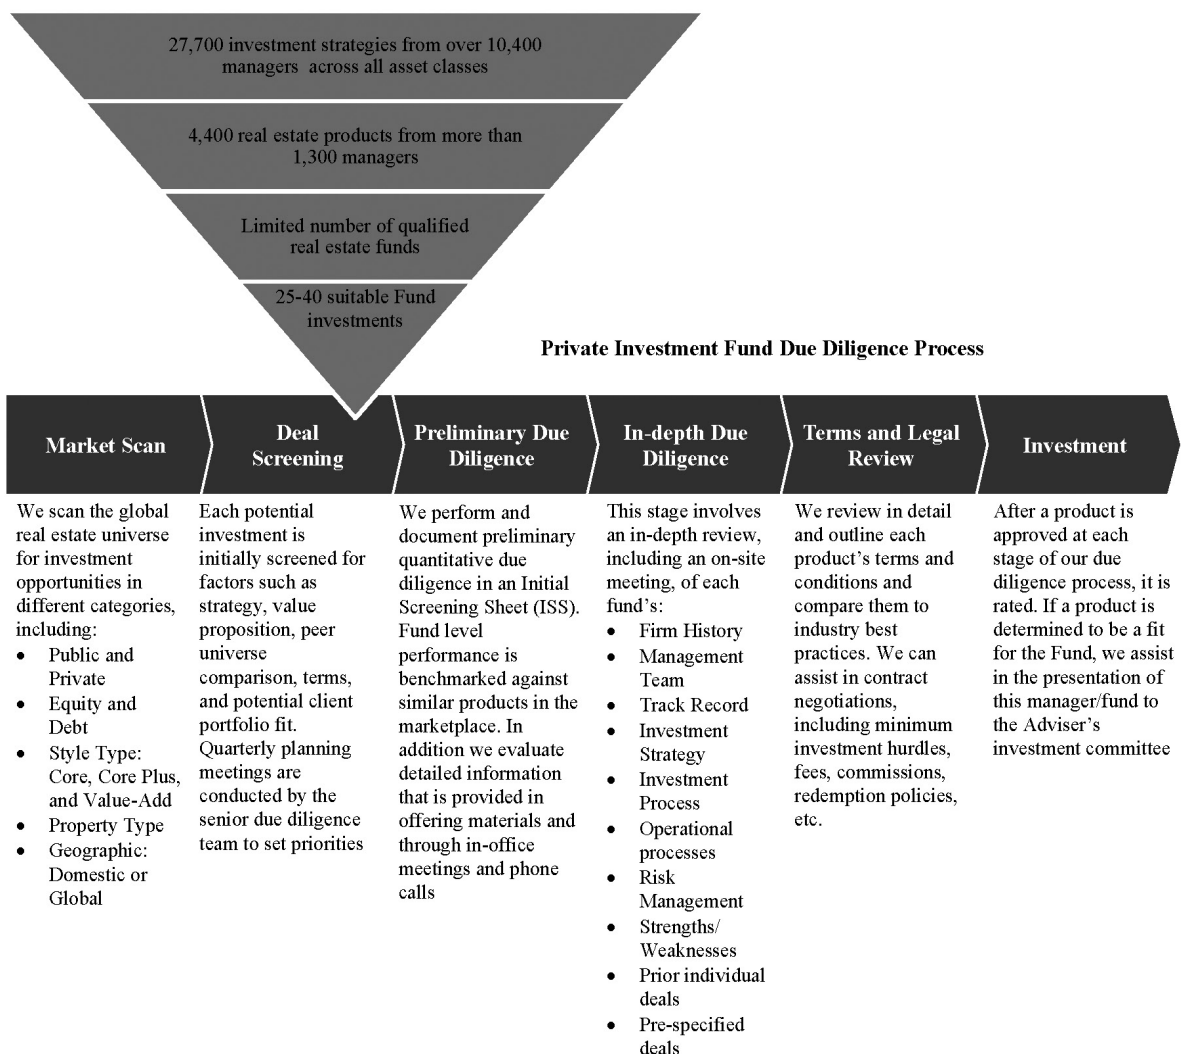 27,700 investment strategies from over 10,400
managers across all asset classes
4,400 real estate products from more than
1,300 managers
Limited number of qualified
real estate funds
25-40 suitable Fund
investments
Private Investment Fund Due Diligence Process
Market Scan
We scan the global
real estate universe
for investment
opportunities in
different categories,
including:
• Public and
Private
• Equity and
Debt
• Style Type:
Core, Core Plus,
and Value-Add
• Property Type
• Geographic:
Domestic or
Global
Deal
Screening
Each potential
investment is
initially screened for
factors such as
strategy, value
proposition, peer
universe
comparison, terms,
and potential client
portfolio fit.
Quarterly planning
meetings are
conducted by the
senior due diligence
team to set priorities
Preliminary Due
Diligence
We perform and
document preliminary
quantitative due
diligence in an Initial
Screening Sheet (ISS).
Fund level
performance is
benchmarked against
similar products in the
marketplace. In
addition we evaluate
detailed information
that is provided in
offering materials and
through in-office
meetings and phone
calls
In-depth Due
Diligence
This stage involves
an in-depth review,
including an on-site
meeting, of each
fund's:
• Firm History
• Management
Team
• Track Record
• Investment
Strategy
• Investment
Process
• Operational
processes
• Risk
Management
• Strengths/
Weaknesses
• Prior individual
deals
• Pre-specified
deals
Terms and Legal
Review
We review in detail
and outline each
product's terms and
conditions and
compare them to
industry best
practices. We can
assist in contract
negotiations,
including minimum
investment hurdles,
fees, commissions,
redemption policies,
etc.
Investment
After a product is
approved at each
stage of our due
diligence process, it is
rated. If a product is
determined to be a fit
for the Fund, we assist
in the presentation of
this manager/fund to
the Adviser's
investment committee